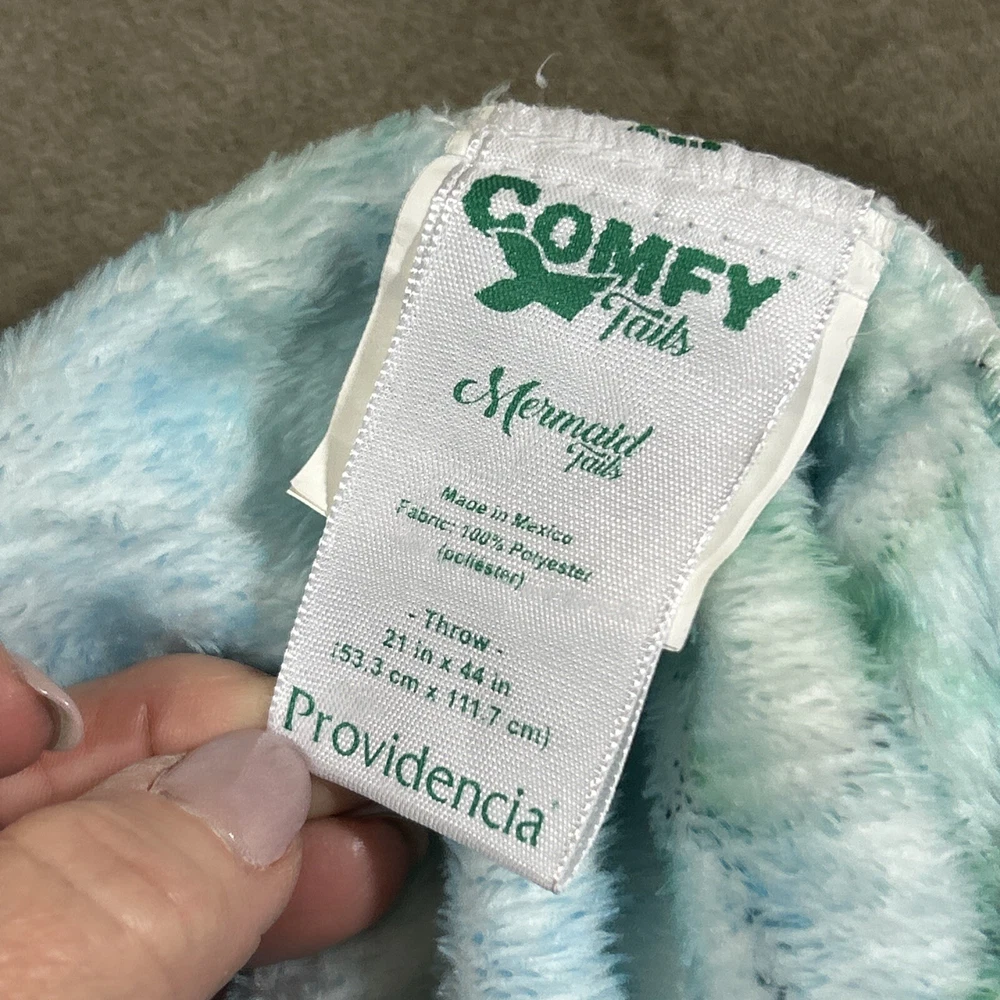 COMFY
Tails
Mermaid
Tails
Made in Mexico
Fabric: 100% Polyester
(poliester)
- Throw -
21 in x 44 in
(53.3 cm x 111.7 cm)
Providencia